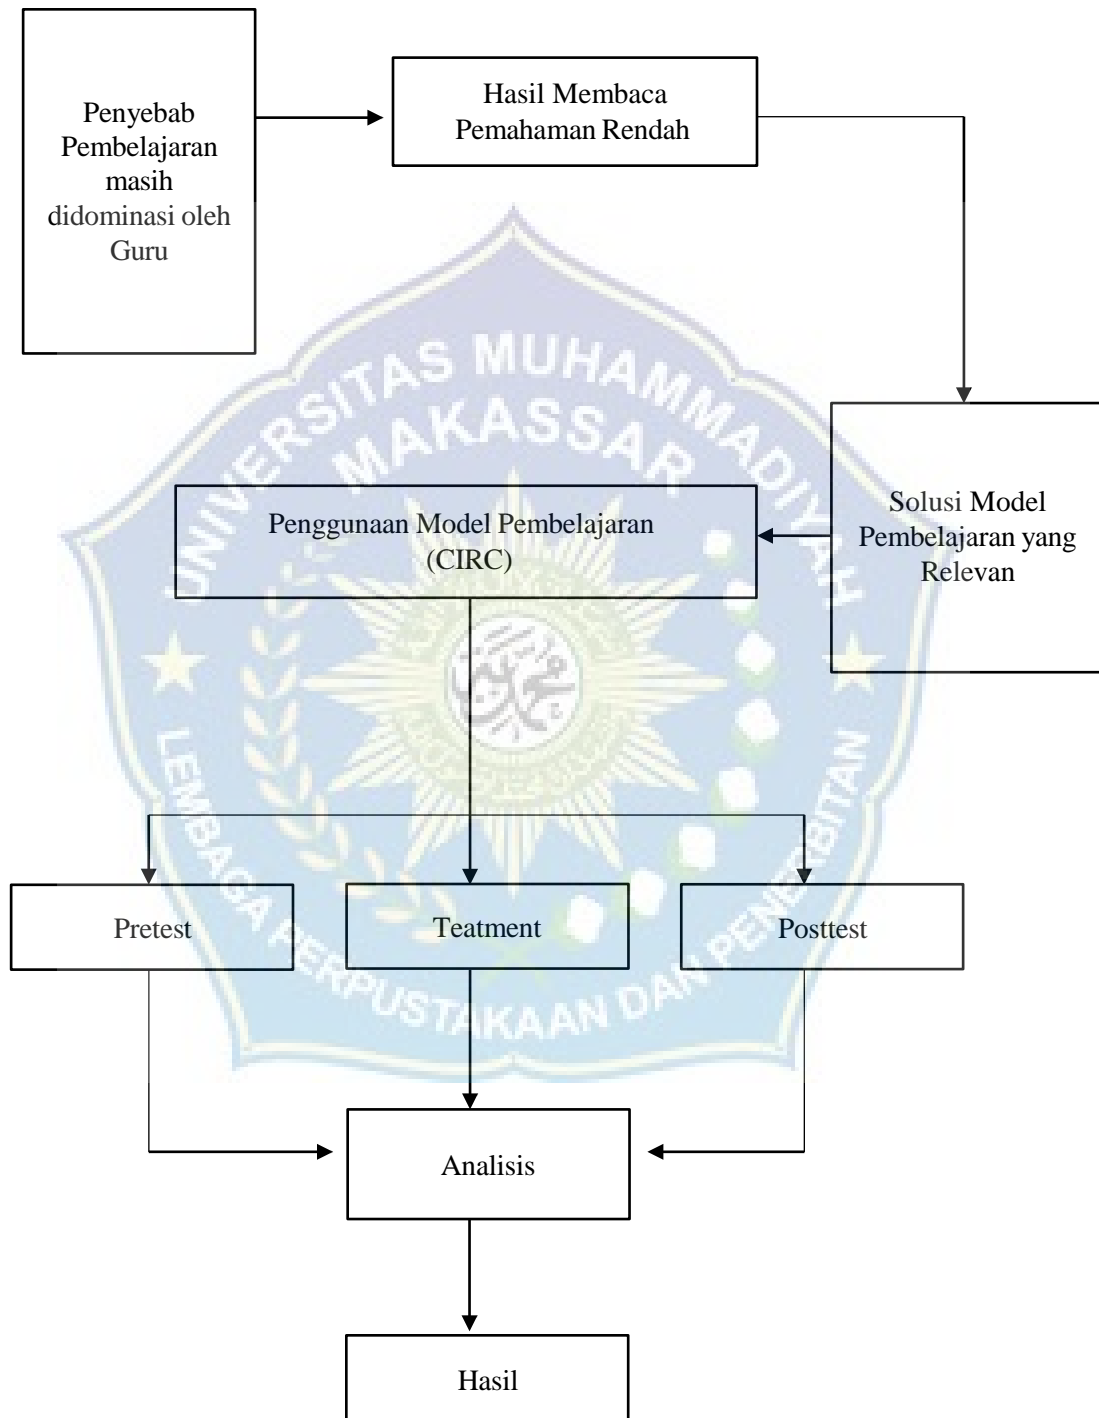 Penyebab
Pembelajaran
masih
didominasi oleh
Guru
Hasil Membaca
Pemahaman Rendah
Solusi Model
Pembelajaran yang
Relevan
Penggunaan Model Pembelajaran
(CIRC)
Pretest
Teatment
Posttest
Analisis
Hasil
UNIVERSITAS MUHAMMADIYAH
MAKASSAR
LEMBAGA PERPUSTAKAAN DAN PENERBITAN